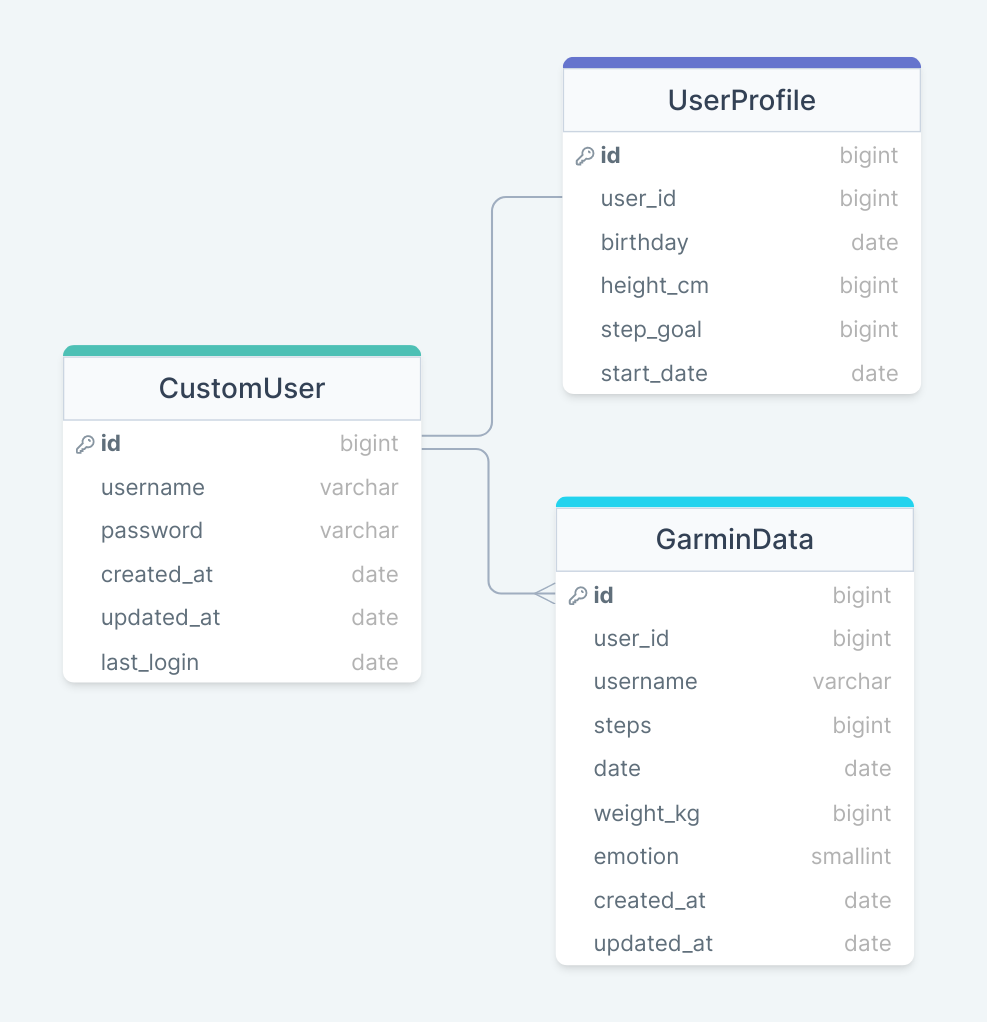 UserProfile
id bigint
user_id bigint
birthday date
height_cm bigint
step_goal bigint
start_date date
CustomUser
id bigint
username varchar
password varchar
created_at date
updated_at date
last_login date
GarminData
id bigint
user_id bigint
username varchar
steps bigint
date date
weight_kg bigint
emotion smallint
created_at date
updated_at date